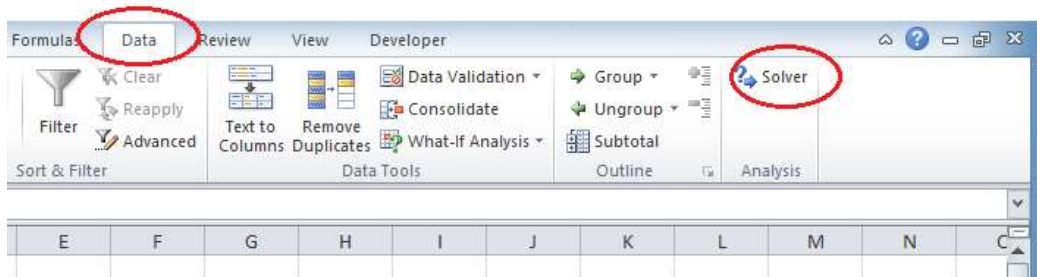 Formulas Data Review View Developer
Clear Data Validation Group Solver
Reapply Consolidate Ungroup
Filter Advanced Text to Columns Remove Duplicates What-If Analysis Subtotal
Sort & Filter Data Tools Outline Analysis
E F G H I J K L M N